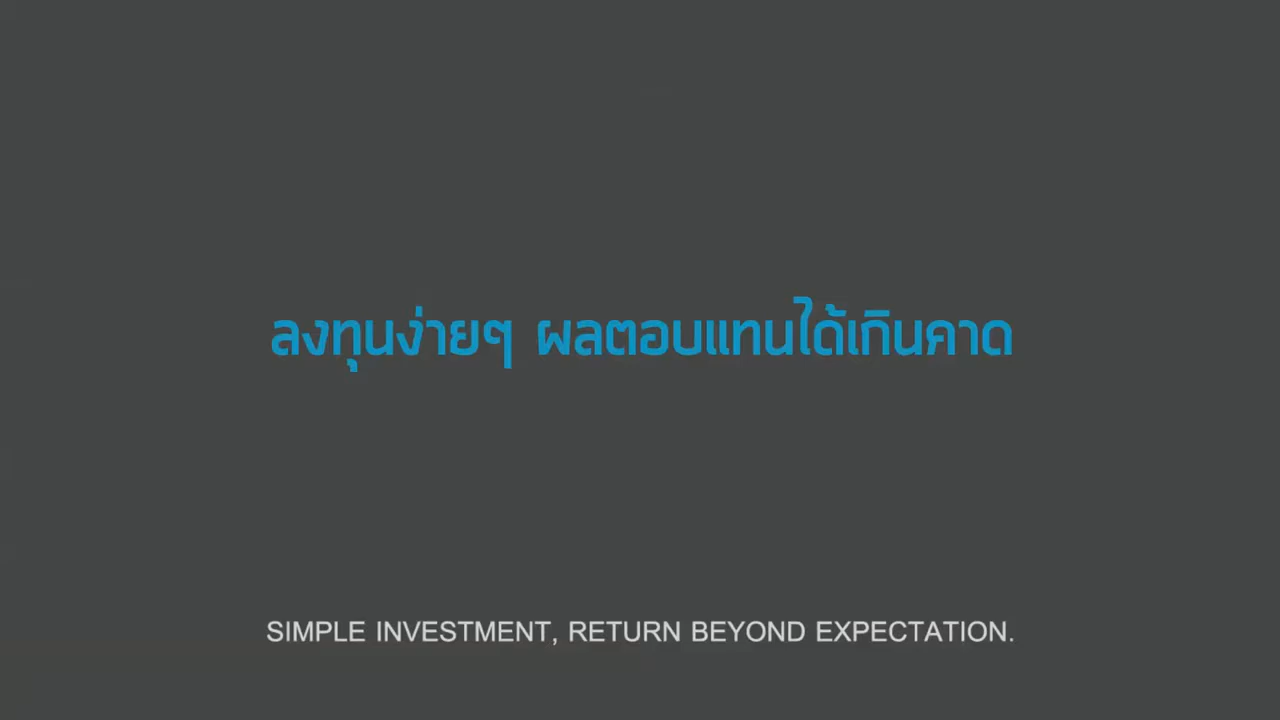 ลงทุนง่ายๆ ผลตอบแทนได้เกินคาด
SIMPLE INVESTMENT, RETURN BEYOND EXPECTATION.